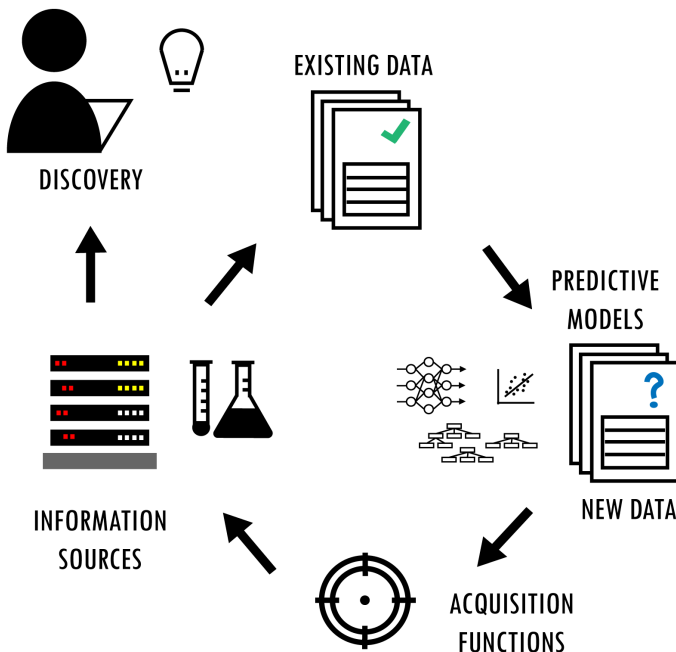 EXISTING DATA
DISCOVERY
PREDICTIVE
MODELS
?
NEW DATA
INFORMATION
SOURCES
ACQUISITION
FUNCTIONS